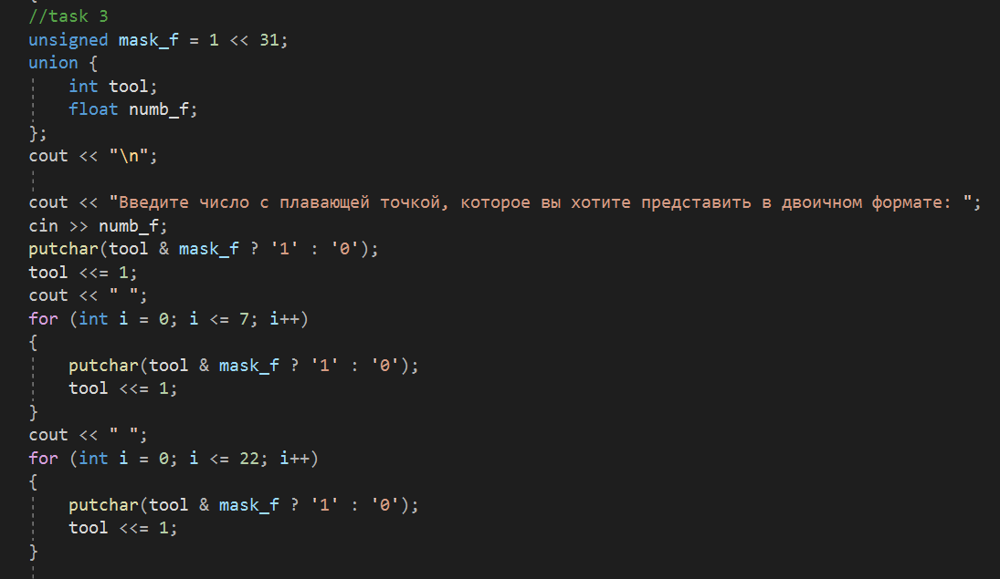 {
//task 3
unsigned mask_f = 1 << 31;
union {
    int tool;
    float numb_f;
};
cout << "\n";
cout << "Введите число с плавающей точкой, которое вы хотите представить в двоичном формате: ";
cin >> numb_f;
putchar(tool & mask_f ? '1' : '0');
tool <<= 1;
cout << " ";
for (int i = 0; i <= 7; i++)
{
    putchar(tool & mask_f ? '1' : '0');
    tool <<= 1;
}
cout << " ";
for (int i = 0; i <= 22; i++)
{
    putchar(tool & mask_f ? '1' : '0');
    tool <<= 1;
}